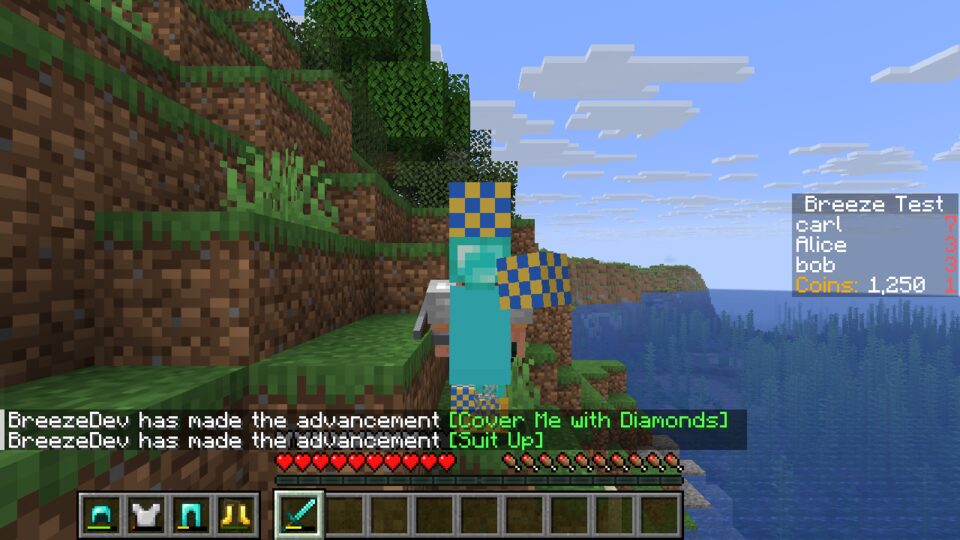 Breeze Test
carl 7
Alice 3
bob 3
Coins: 1,250 1
BreezeDev has made the advancement [Cover Me with Diamonds]
BreezeDev has made the advancement [Suit Up]